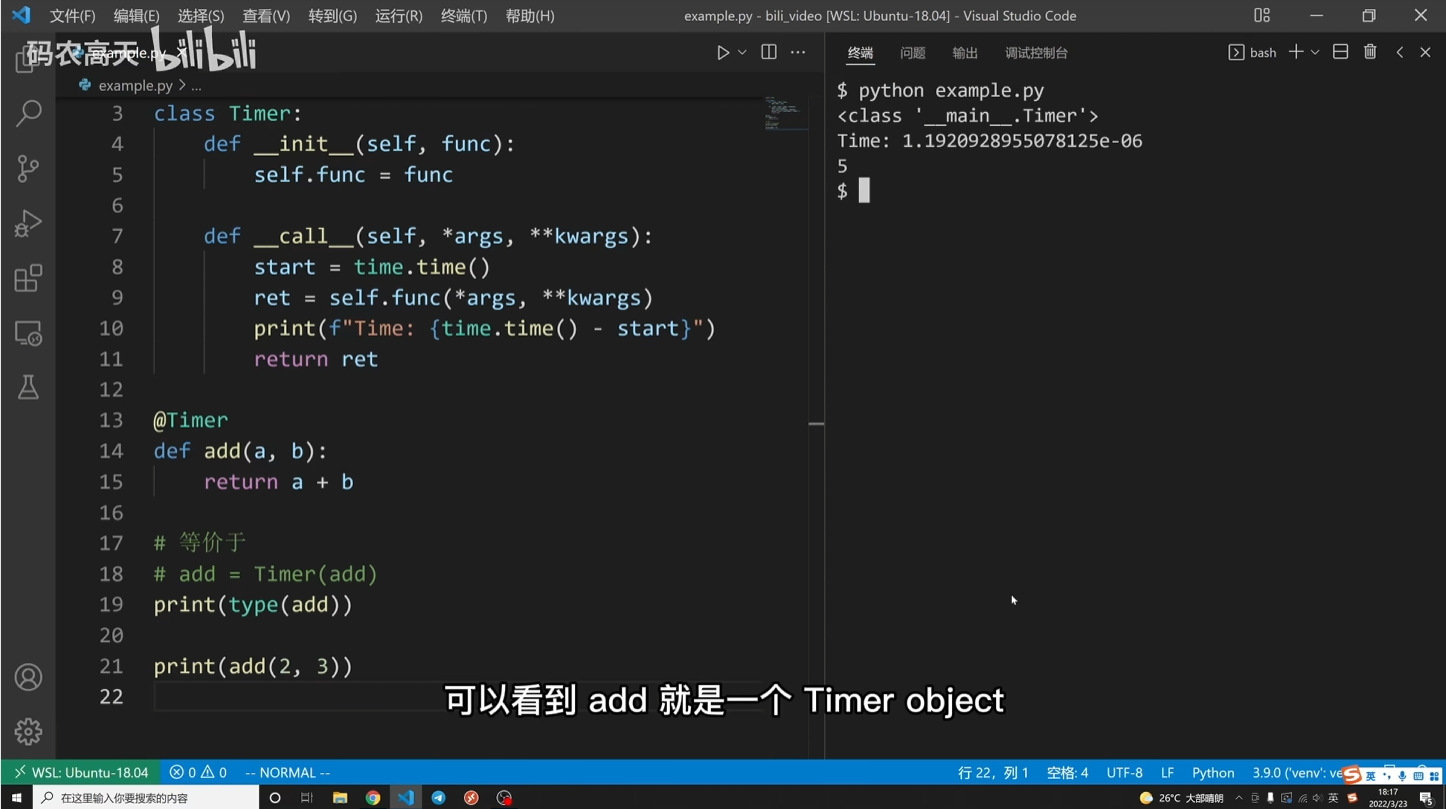 文件(F) 编辑(E) 选择(S) 查看(V) 转到(G) 运行(R) 终端(T) 帮助(H) example.py - bili_video [WSL: Ubuntu-18.04] - Visual Studio Code
码农高天 bilibili
example.py
example.py > ...
3 class Timer:
4     def __init__(self, func):
5         self.func = func
6
7     def __call__(self, *args, **kwargs):
8         start = time.time()
9         ret = self.func(*args, **kwargs)
10         print(f"Time: {time.time() - start}")
11         return ret
12
13 @Timer
14 def add(a, b):
15     return a + b
16
17 # 等价于
18 # add = Timer(add)
19 print(type(add))
20
21 print(add(2, 3))
22
终端 问题 输出 调试控制台 bash
$ python example.py
<class '__main__.Timer'>
Time: 1.1920928955078125e-06
5
$
可以看到 add 就是一个 Timer object
WSL: Ubuntu-18.04 0 0 -- NORMAL -- 行 22，列 1 空格: 4 UTF-8 LF Python 3.9.0 ('venv': ve
英
在这里输入你要搜索的内容 26°C 大部晴朗 英 18:17
2022/3/23